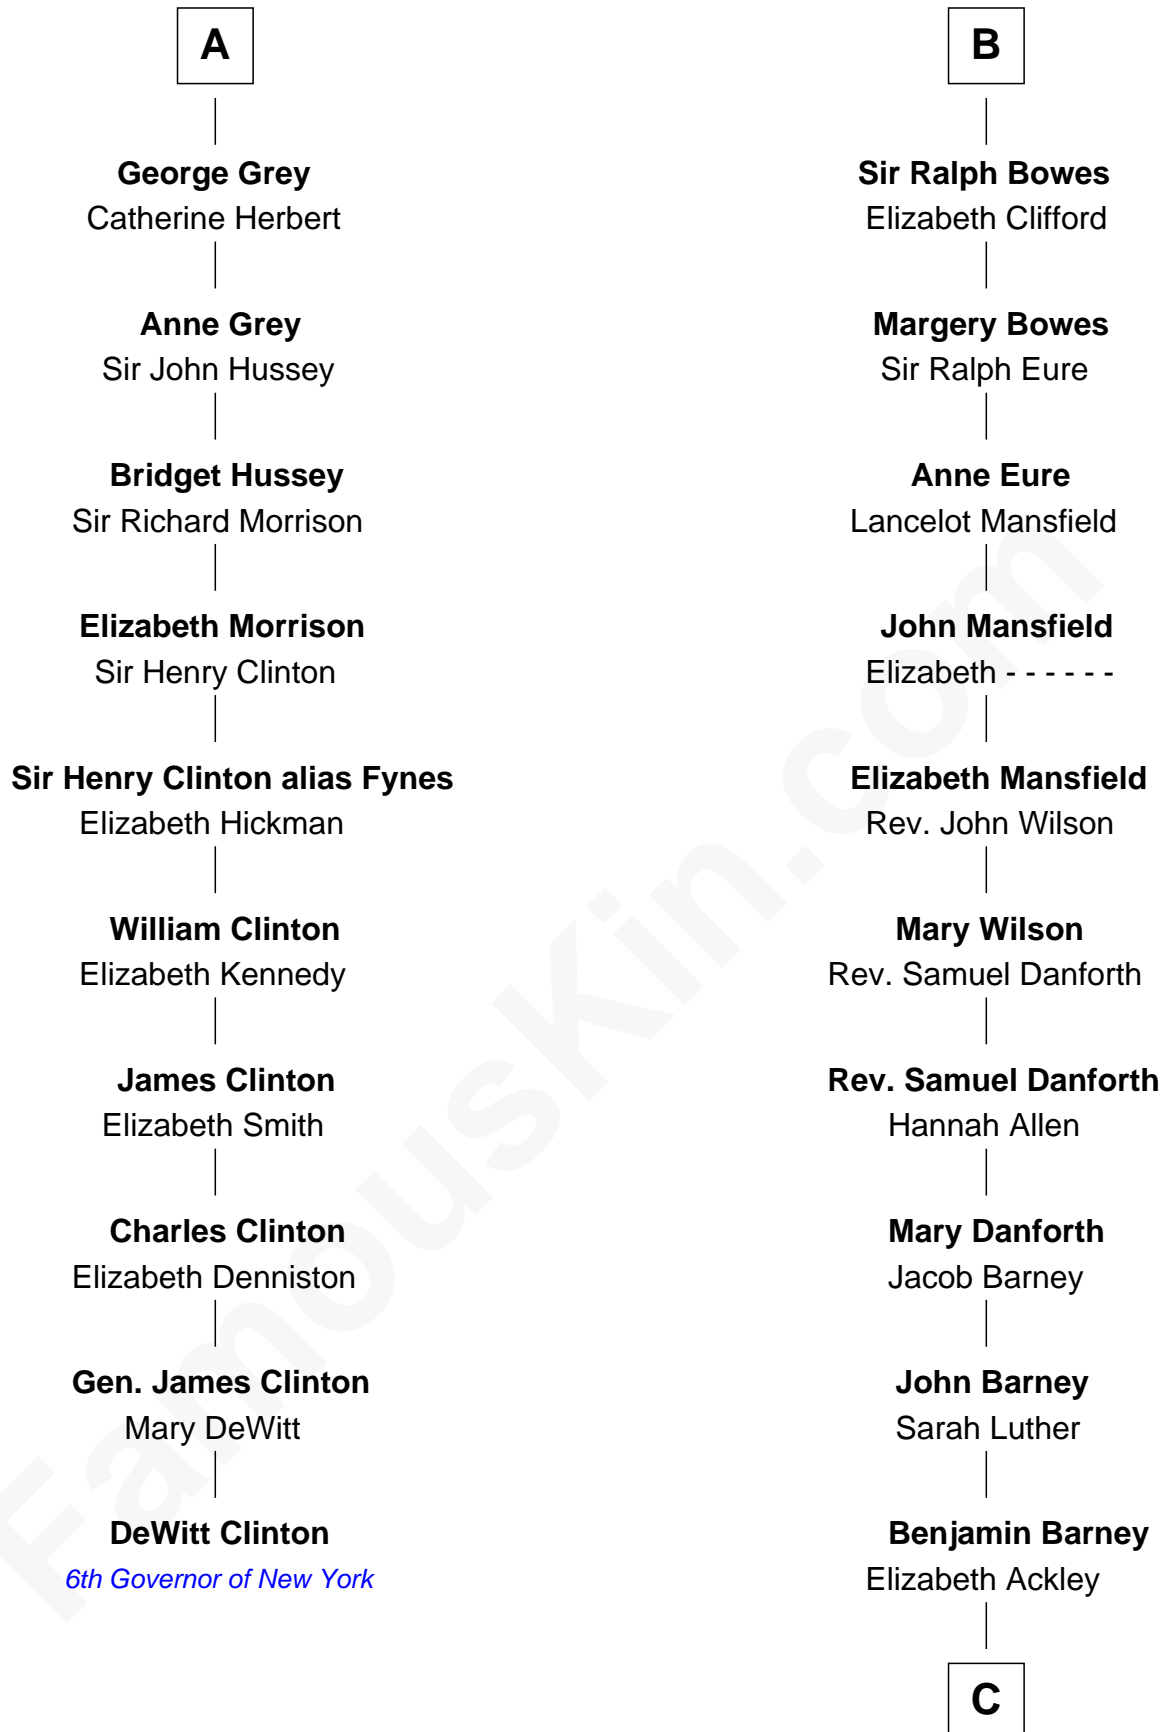 A
George Grey
Catherine Herbert
Anne Grey
Sir John Hussey
Bridget Hussey
Sir Richard Morrison
Elizabeth Morrison
Sir Henry Clinton
Sir Henry Clinton alias Fynes
Elizabeth Hickman
William Clinton
Elizabeth Kennedy
James Clinton
Elizabeth Smith
Charles Clinton
Elizabeth Denniston
Gen. James Clinton
Mary DeWitt
DeWitt Clinton
6th Governor of New York
B
Sir Ralph Bowes
Elizabeth Clifford
Margery Bowes
Sir Ralph Eure
Anne Eure
Lancelot Mansfield
John Mansfield
Elizabeth - - - - - -
Elizabeth Mansfield
Rev. John Wilson
Mary Wilson
Rev. Samuel Danforth
Rev. Samuel Danforth
Hannah Allen
Mary Danforth
Jacob Barney
John Barney
Sarah Luther
Benjamin Barney
Elizabeth Ackley
C
FamousKin.com